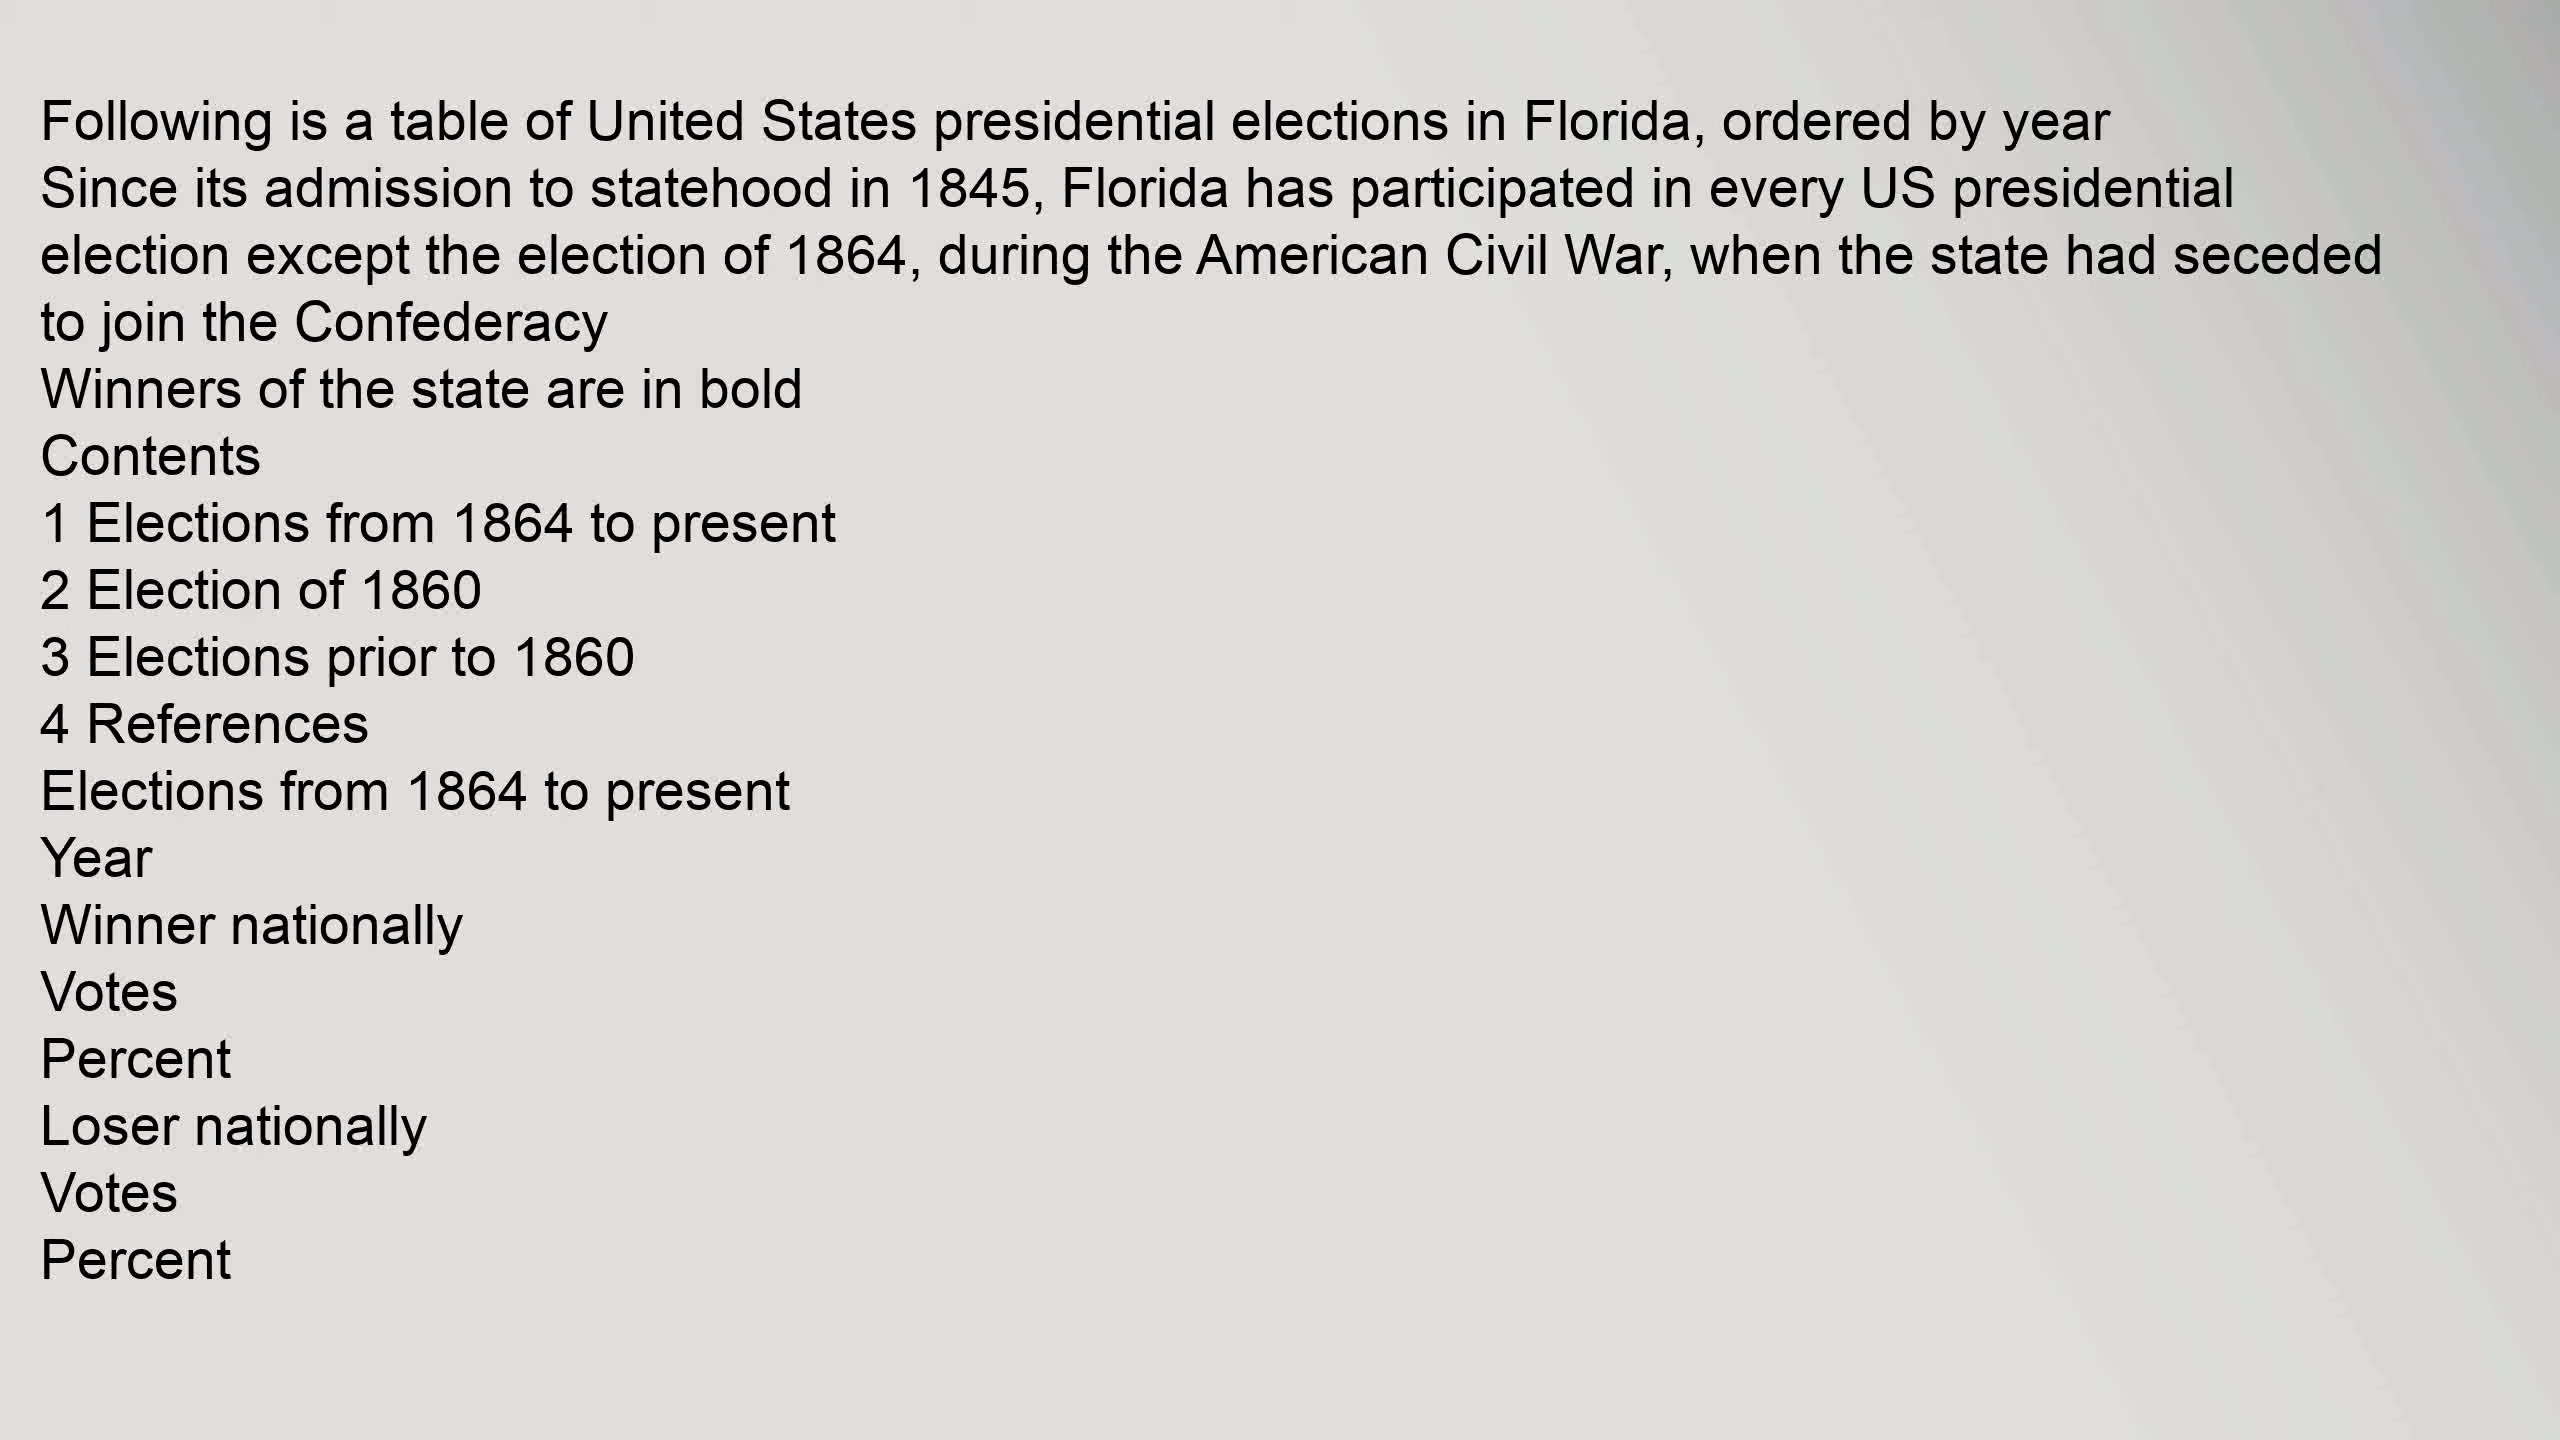 Following is a table of United States presidential elections in Florida, ordered by year
Since its admission to statehood in 1845, Florida has participated in every US presidential
election except the election of 1864, during the American Civil War, when the state had seceded
to join the Confederacy
Winners of the state are in bold
Contents
1 Elections from 1864 to present
2 Election of 1860
3 Elections prior to 1860
4 References
Elections from 1864 to present
Year
Winner nationally
Votes
Percent
Loser nationally
Votes
Percent